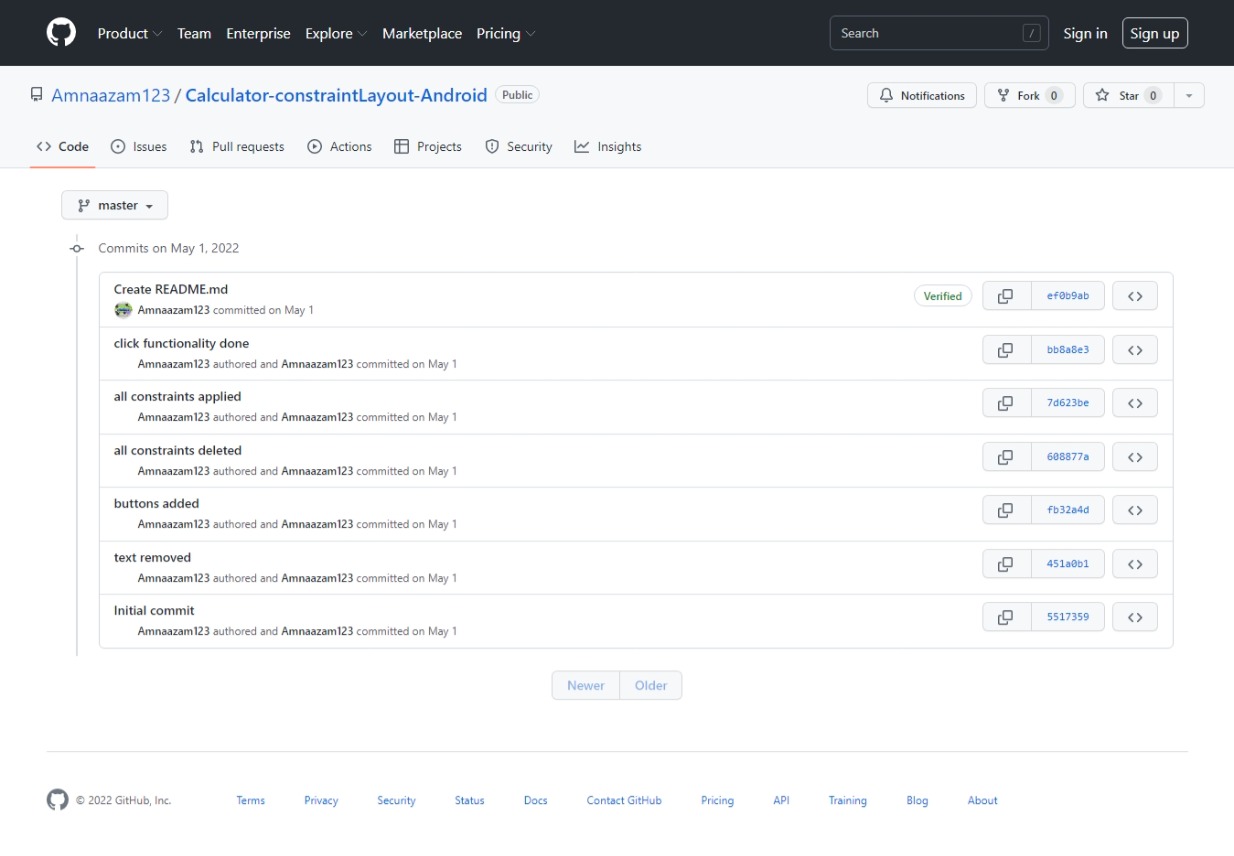 Product Team Enterprise Explore Marketplace Pricing Search / Sign in Sign up
Amnaazam123 / Calculator-constraintLayout-Android Public Notifications Fork 0 Star 0
Code Issues Pull requests Actions Projects Security Insights
master
Commits on May 1, 2022
Create README.md
Amnaazam123 committed on May 1
Verified ef0b9ab
click functionality done
Amnaazam123 authored and Amnaazam123 committed on May 1
bb8a8e3
all constraints applied
Amnaazam123 authored and Amnaazam123 committed on May 1
7d623be
all constraints deleted
Amnaazam123 authored and Amnaazam123 committed on May 1
608877a
buttons added
Amnaazam123 authored and Amnaazam123 committed on May 1
fb32a4d
text removed
Amnaazam123 authored and Amnaazam123 committed on May 1
451a0b1
Initial commit
Amnaazam123 authored and Amnaazam123 committed on May 1
5517359
Newer Older
© 2022 GitHub, Inc. Terms Privacy Security Status Docs Contact GitHub Pricing API Training Blog About